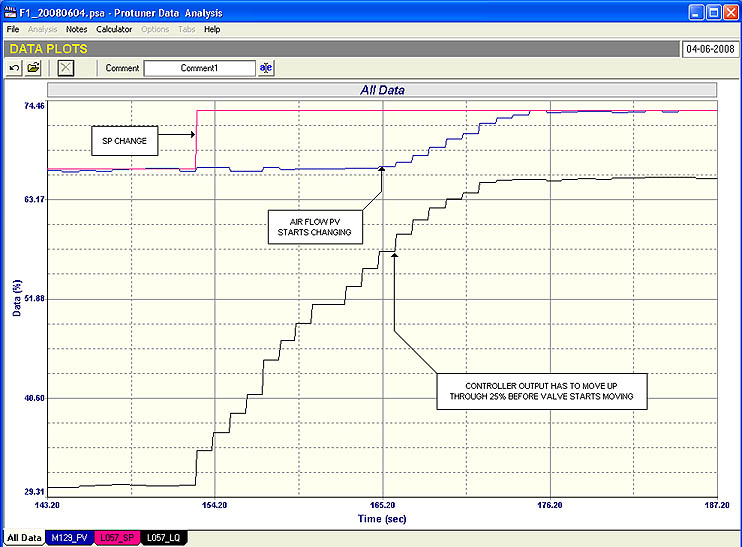 F1_20080604.psa - Protuner Data Analysis
File Analysis Notes Calculator Options Tabs Help
DATA PLOTS
04-06-2008
Comment
Comment1
All Data
74.46
63.17
51.88
40.60
29.31
Data (%)
SP CHANGE
AIR FLOW PV
STARTS CHANGING
CONTROLLER OUTPUT HAS TO MOVE UP
THROUGH 25% BEFORE VALVE STARTS MOVING
143.20 154.20 165.20 176.20 187.20
Time (sec)
All Data M129_PV L057_SP L057_LQ